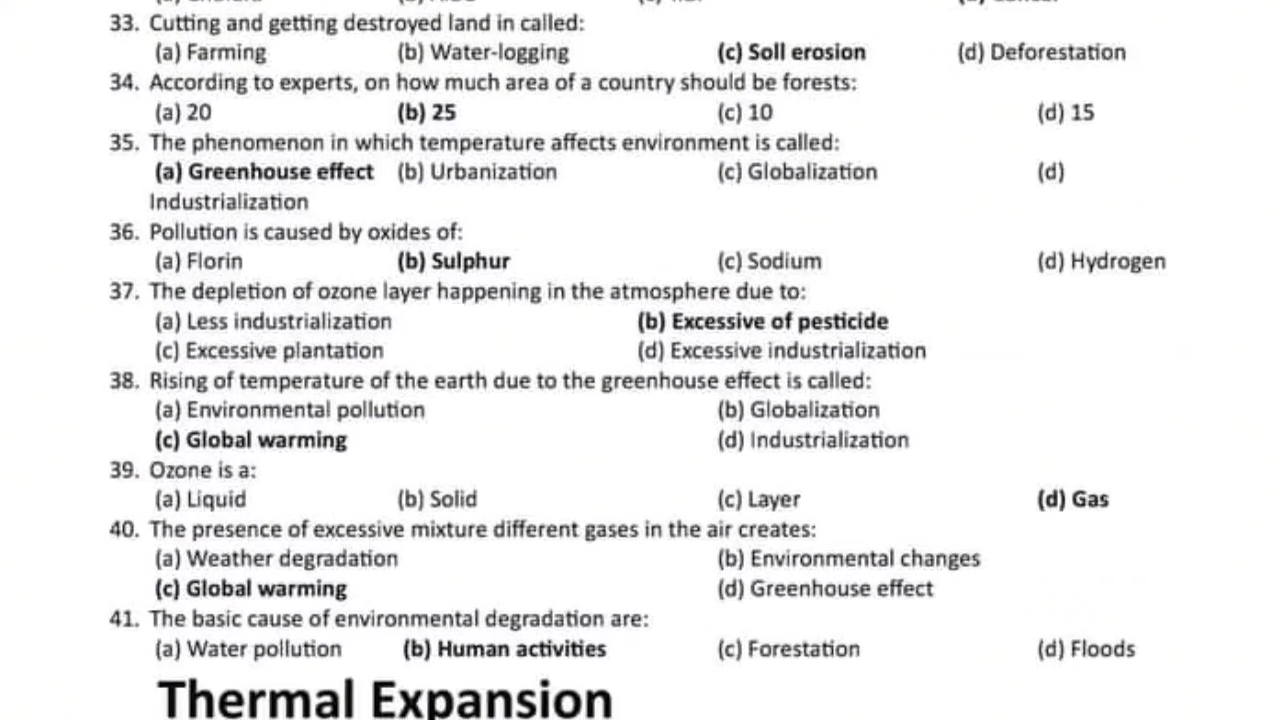 33. Cutting and getting destroyed land in called:
(a) Farming (b) Water-logging (c) Soll erosion (d) Deforestation
34. According to experts, on how much area of a country should be forests:
(a) 20 (b) 25 (c) 10 (d) 15
35. The phenomenon in which temperature affects environment is called:
(a) Greenhouse effect (b) Urbanization (c) Globalization (d)
Industrialization
36. Pollution is caused by oxides of:
(a) Florin (b) Sulphur (c) Sodium (d) Hydrogen
37. The depletion of ozone layer happening in the atmosphere due to:
(a) Less industrialization (b) Excessive of pesticide
(c) Excessive plantation (d) Excessive industrialization
38. Rising of temperature of the earth due to the greenhouse effect is called:
(a) Environmental pollution (b) Globalization
(c) Global warming (d) Industrialization
39. Ozone is a:
(a) Liquid (b) Solid (c) Layer (d) Gas
40. The presence of excessive mixture different gases in the air creates:
(a) Weather degradation (b) Environmental changes
(c) Global warming (d) Greenhouse effect
41. The basic cause of environmental degradation are:
(a) Water pollution (b) Human activities (c) Forestation (d) Floods
Thermal Expansion